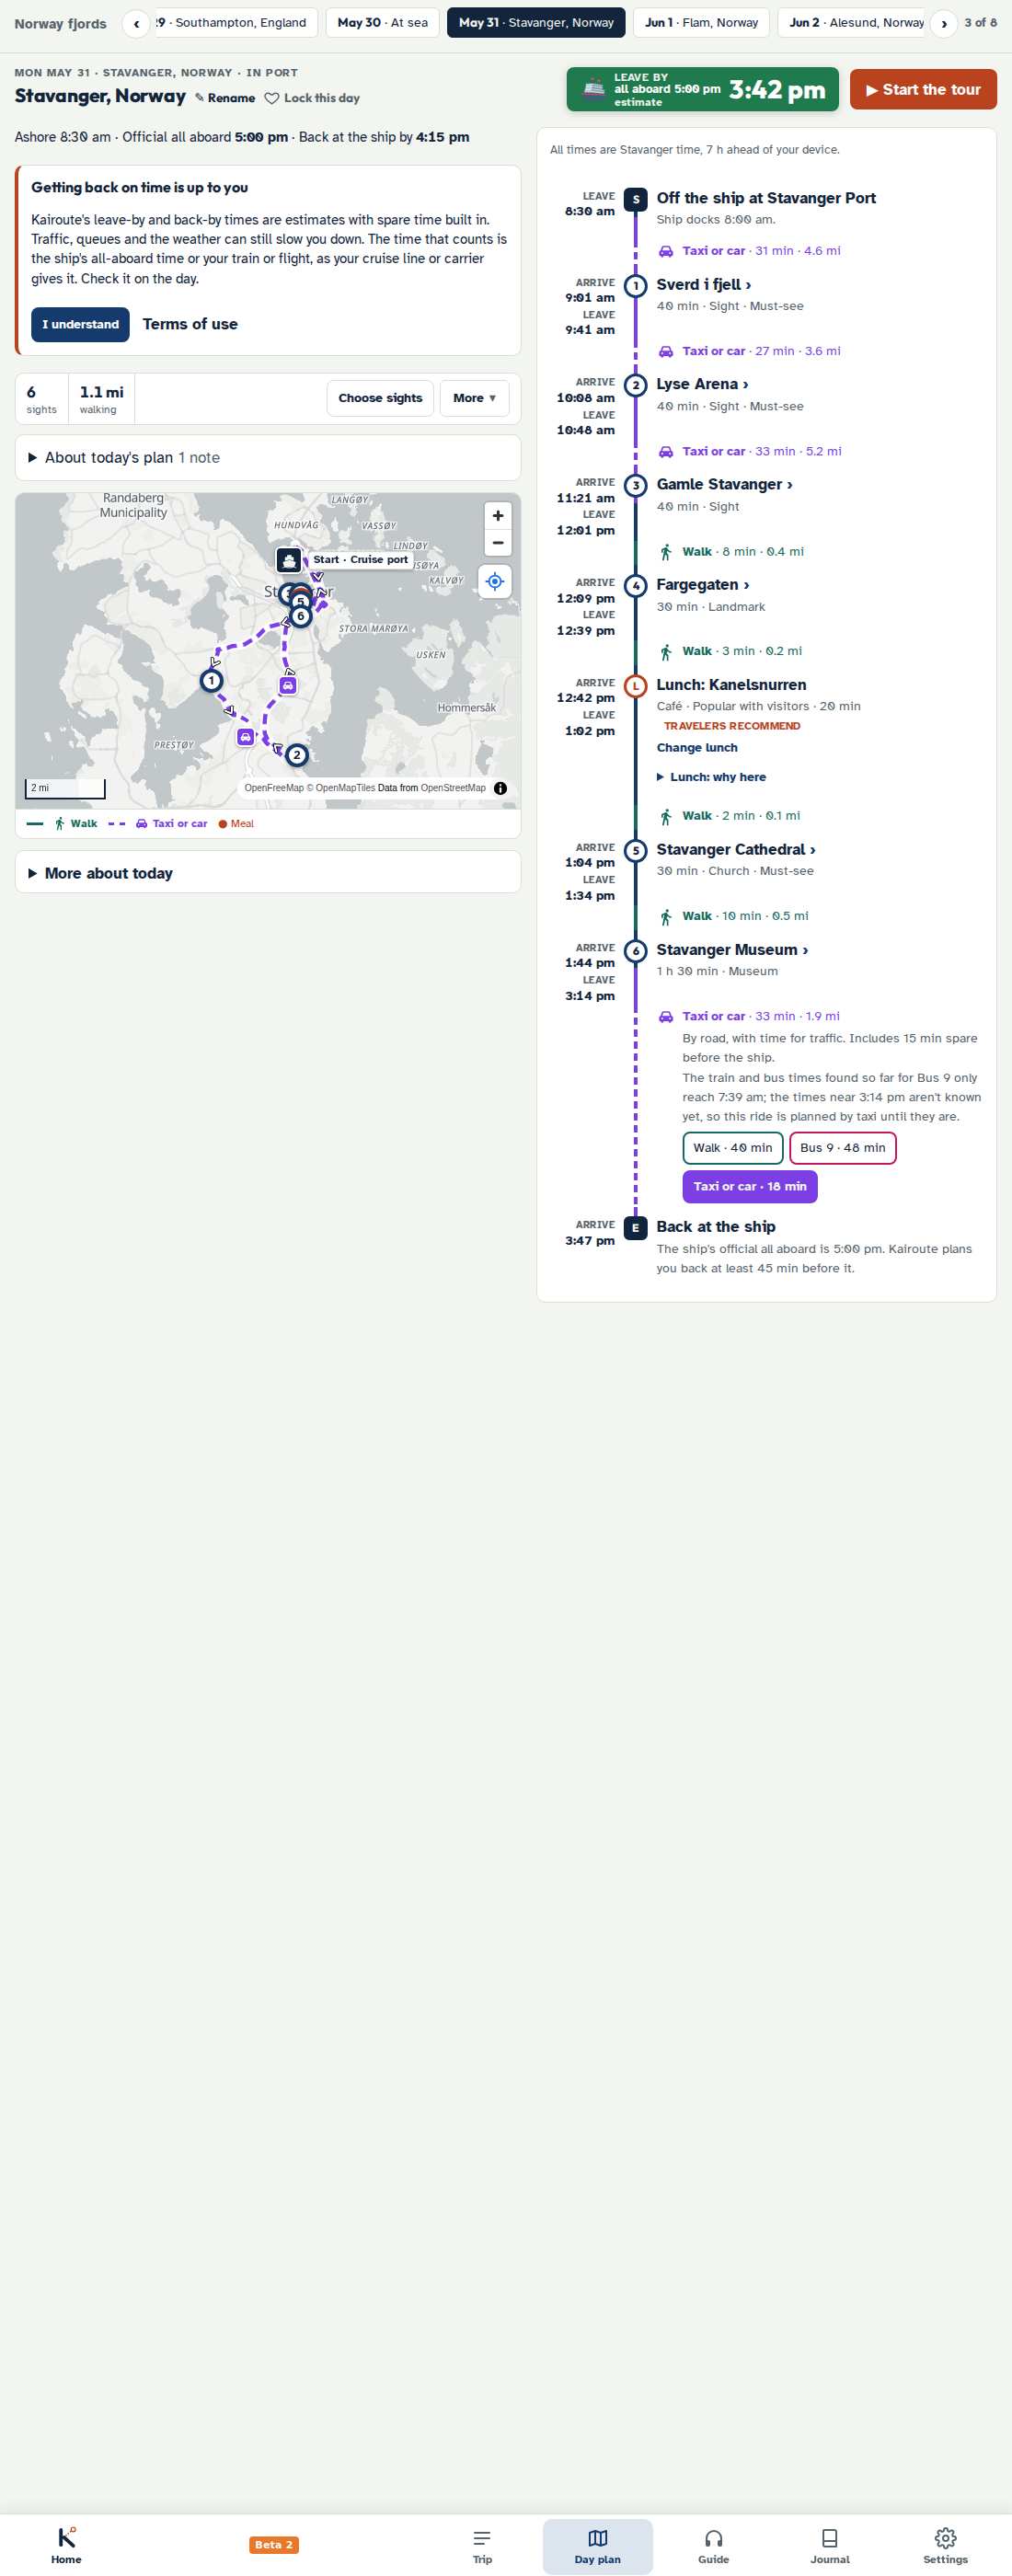 Norway fjords
‹
29 · Southampton, England
May 30 · At sea
May 31 · Stavanger, Norway
Jun 1 · Flam, Norway
Jun 2 · Alesund, Norway
›
3 of 8
MON MAY 31 · STAVANGER, NORWAY · IN PORT
Stavanger, Norway
✎ Rename
Lock this day
LEAVE BY
all aboard 5:00 pm
estimate
3:42 pm
▶ Start the tour
Ashore 8:30 am · Official all aboard 5:00 pm · Back at the ship by 4:15 pm
Getting back on time is up to you
Kairoute's leave-by and back-by times are estimates with spare time built in.
Traffic, queues and the weather can still slow you down. The time that counts is
the ship's all-aboard time or your train or flight, as your cruise line or carrier
gives it. Check it on the day.
I understand
Terms of use
6
sights
1.1 mi
walking
Choose sights
More ▼
▶ About today's plan 1 note
Randaberg
Municipality
LANGØY
HUNDVÅG
VASSØY
LINDØY
KALVØY
Start · Cruise port
5
6
STORA MARØYA
USKEN
1
Hommersåk
PRESTØY
2
+
−
2 mi
OpenFreeMap © OpenMapTiles Data from OpenStreetMap
Walk
Taxi or car
Meal
▶ More about today
All times are Stavanger time, 7 h ahead of your device.
LEAVE
8:30 am
S
Off the ship at Stavanger Port
Ship docks 8:00 am.
Taxi or car · 31 min · 4.6 mi
ARRIVE
9:01 am
LEAVE
9:41 am
1
Sverd i fjell ›
40 min · Sight · Must-see
Taxi or car · 27 min · 3.6 mi
ARRIVE
10:08 am
LEAVE
10:48 am
2
Lyse Arena ›
40 min · Sight · Must-see
Taxi or car · 33 min · 5.2 mi
ARRIVE
11:21 am
LEAVE
12:01 pm
3
Gamle Stavanger ›
40 min · Sight
Walk · 8 min · 0.4 mi
ARRIVE
12:09 pm
LEAVE
12:39 pm
4
Fargegaten ›
30 min · Landmark
Walk · 3 min · 0.2 mi
ARRIVE
12:42 pm
LEAVE
1:02 pm
L
Lunch: Kanelsnurren
Café · Popular with visitors · 20 min
TRAVELERS RECOMMEND
Change lunch
▶ Lunch: why here
Walk · 2 min · 0.1 mi
ARRIVE
1:04 pm
LEAVE
1:34 pm
5
Stavanger Cathedral ›
30 min · Church · Must-see
Walk · 10 min · 0.5 mi
ARRIVE
1:44 pm
LEAVE
3:14 pm
6
Stavanger Museum ›
1 h 30 min · Museum
Taxi or car · 33 min · 1.9 mi
By road, with time for traffic. Includes 15 min spare
before the ship.
The train and bus times found so far for Bus 9 only
reach 7:39 am; the times near 3:14 pm aren't known
yet, so this ride is planned by taxi until they are.
Walk · 40 min
Bus 9 · 48 min
Taxi or car · 18 min
ARRIVE
3:47 pm
E
Back at the ship
The ship's official all aboard is 5:00 pm. Kairoute plans
you back at least 45 min before it.
Home
Beta 2
Trip
Day plan
Guide
Journal
Settings